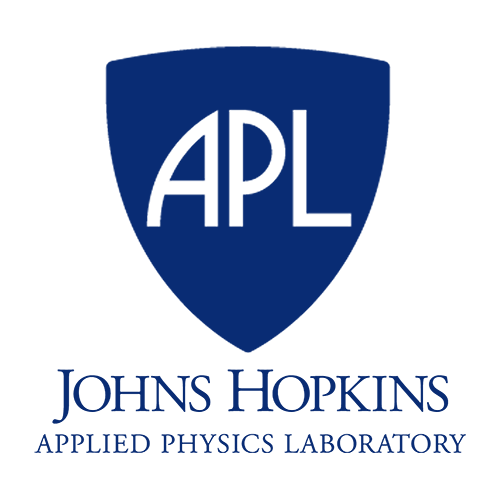 APL
JOHNS HOPKINS
APPLIED PHYSICS LABORATORY